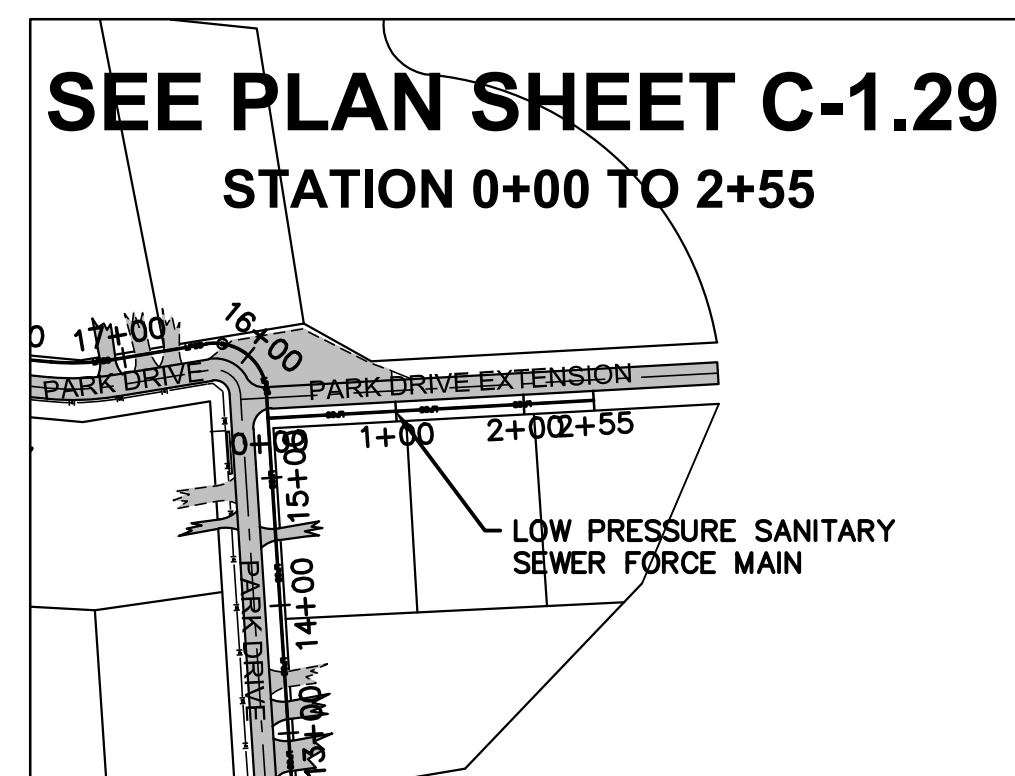 SEE PLAN SHEET C-1.29
STATION 0+00 TO 2+55
17+00
16+00
PARK DRIVE
PARK DRIVE EXTENSION
0+00
1+00
2+00
2+55
15+00
LOW PRESSURE SANITARY
SEWER FORCE MAIN
14+00
PARK DRIVE
13+00